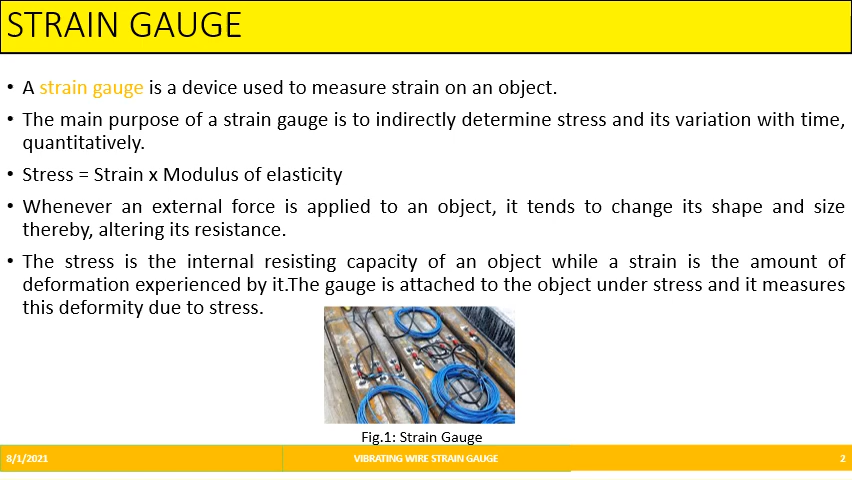 STRAIN GAUGE
• A strain gauge is a device used to measure strain on an object.
• The main purpose of a strain gauge is to indirectly determine stress and its variation with time,
quantitatively.
• Stress = Strain x Modulus of elasticity
• Whenever an external force is applied to an object, it tends to change its shape and size
thereby, altering its resistance.
• The stress is the internal resisting capacity of an object while a strain is the amount of
deformation experienced by it.The gauge is attached to the object under stress and it measures
this deformity due to stress.
Fig.1: Strain Gauge
8/1/2021 VIBRATING WIRE STRAIN GAUGE 2